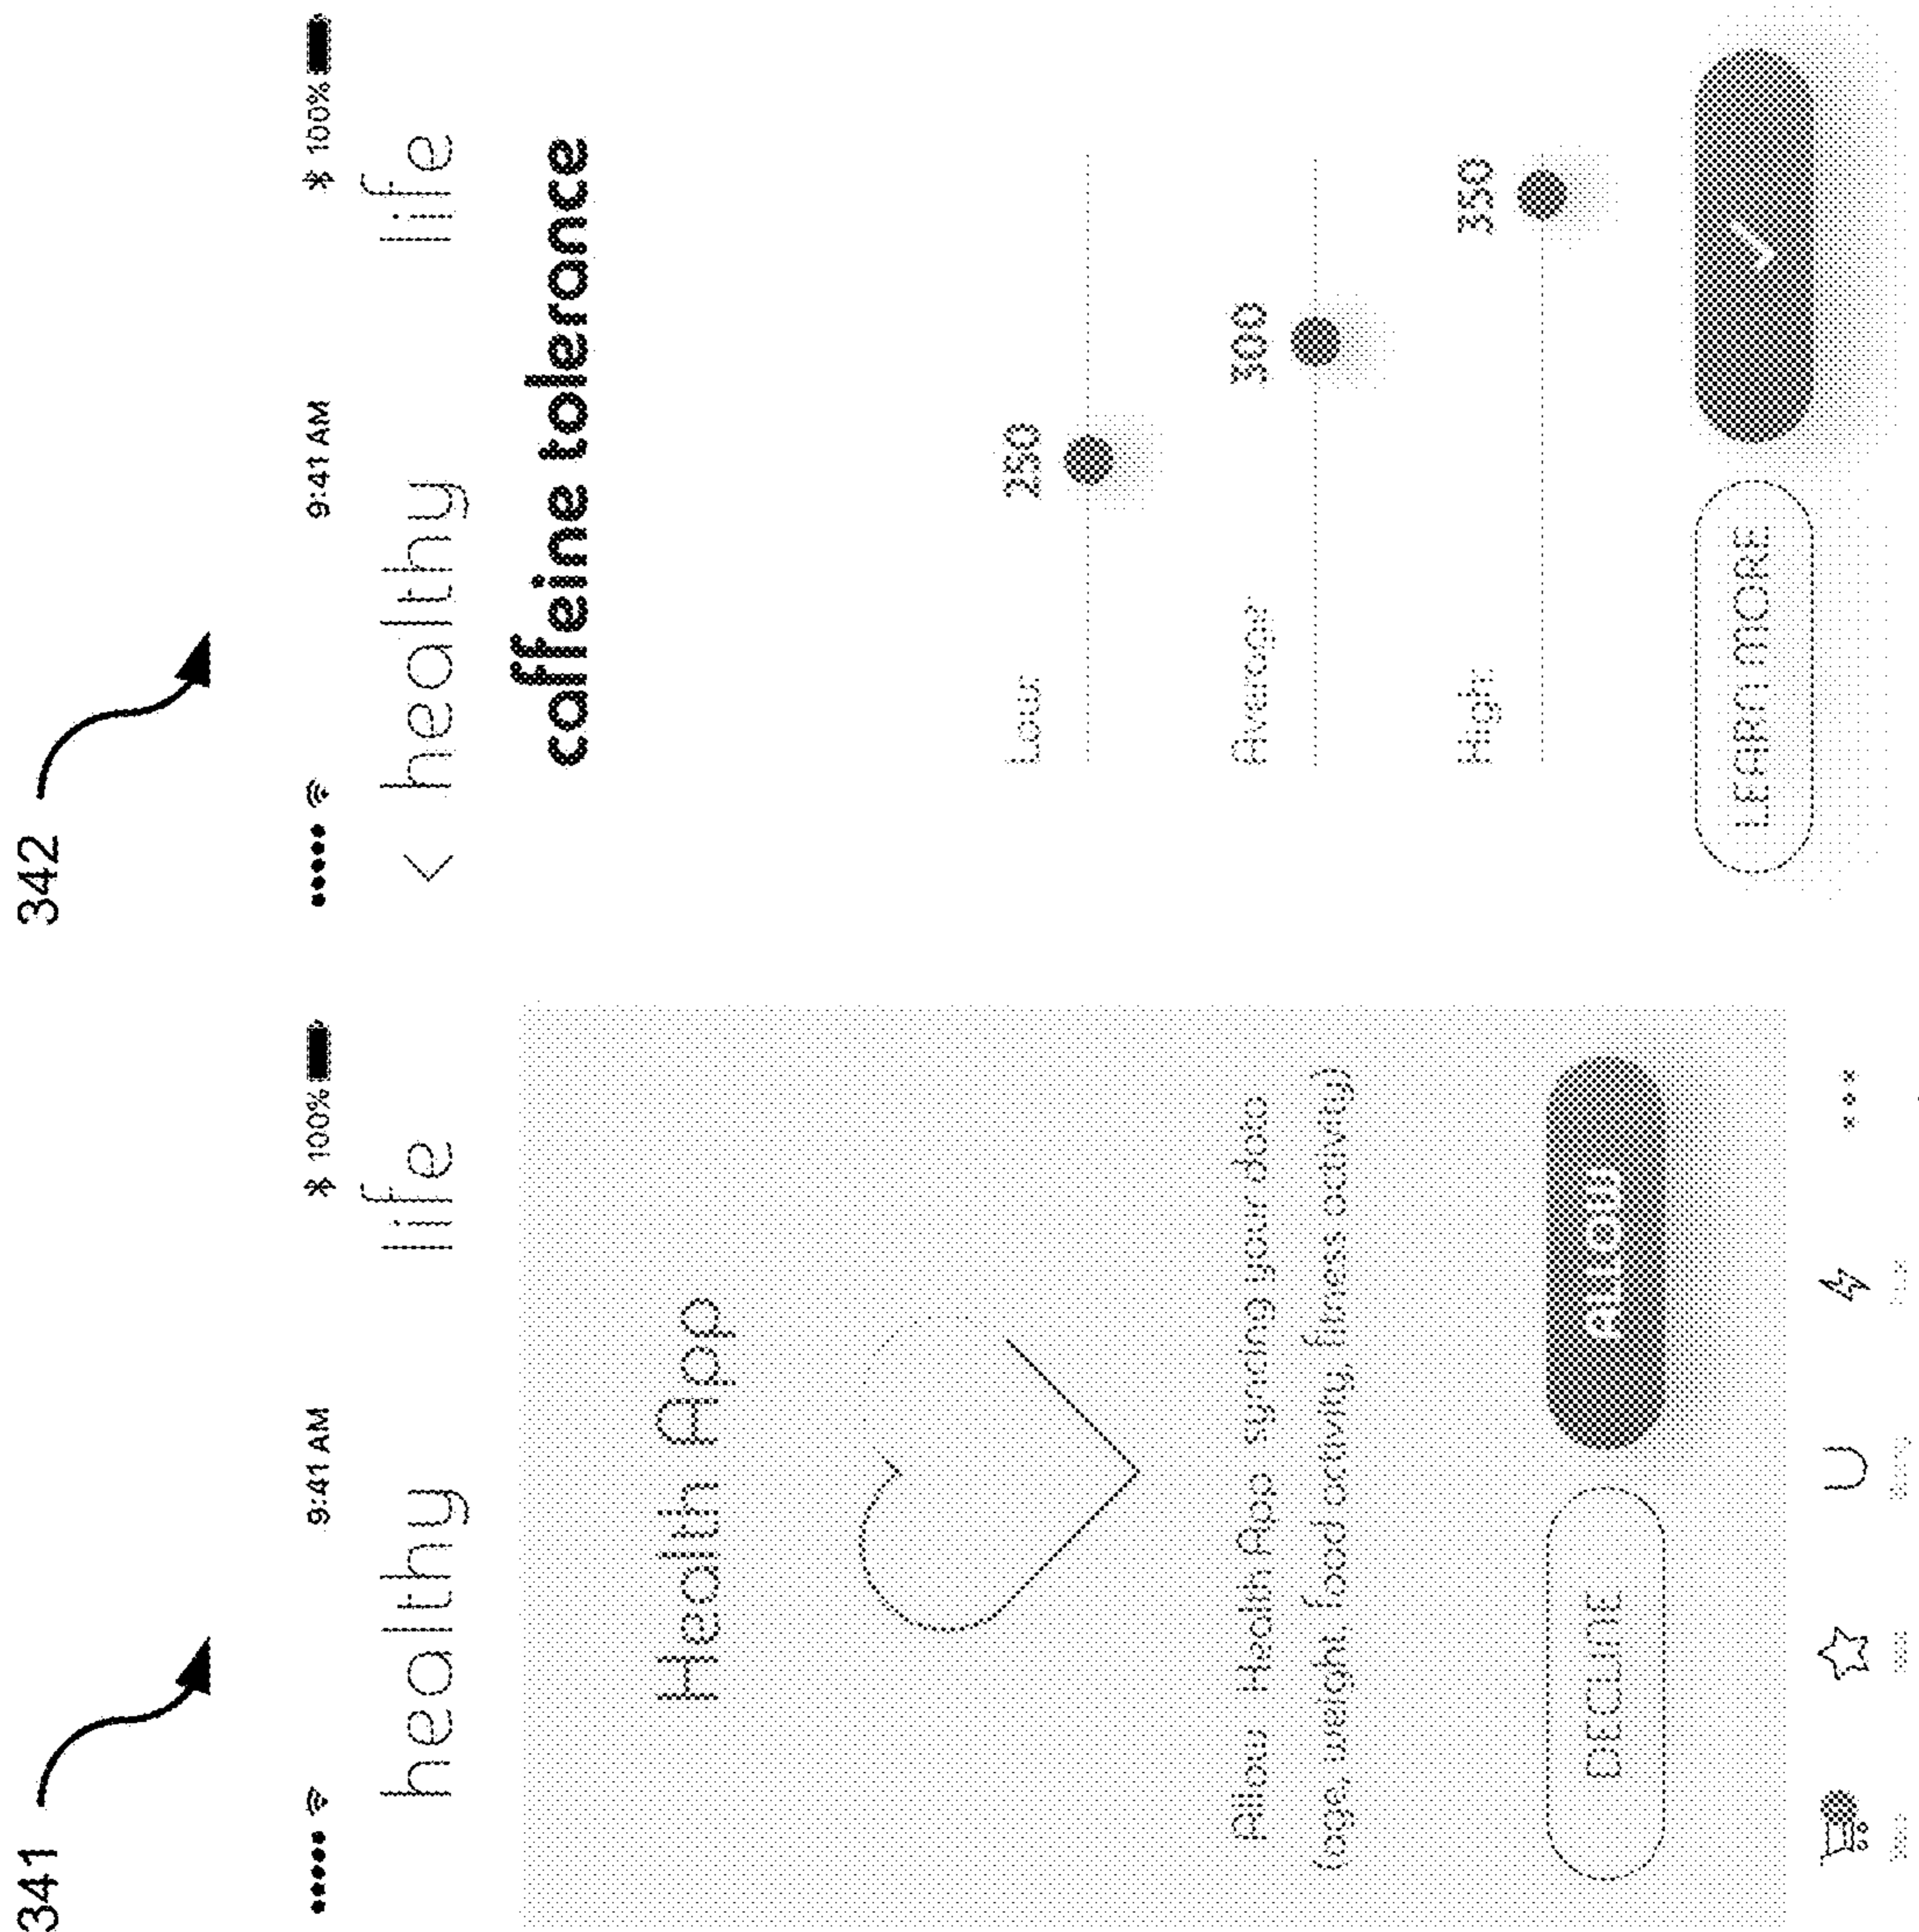 341
9:41 AM
100%
healthy life
Health App
Allow Health App syncing your data
(age, weight, food activity, fitness activity)
DECLINE
Allow
342
9:41 AM
100%
< healthy life
caffeine tolerance
Low
250
Average
300
High
350
LEARN MORE